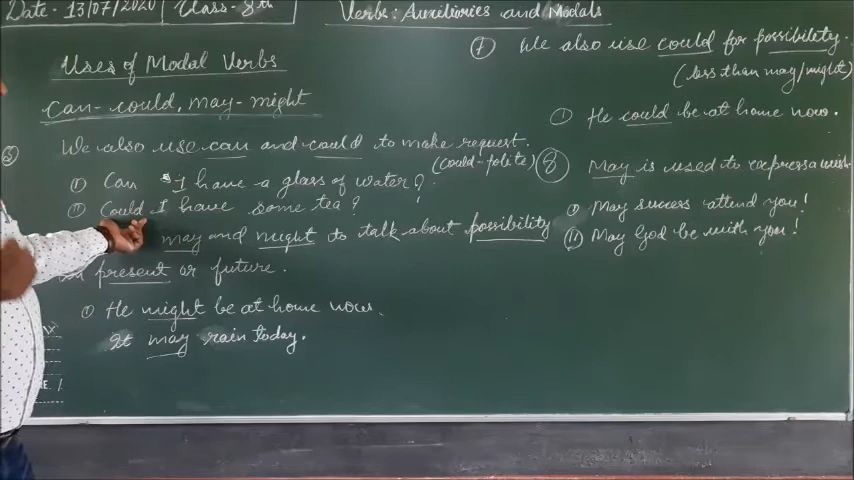 Date - 13/07/2020
Class - 8th
Verbs: Auxiliaries and Modals
Uses of Modal Verbs
can - could, may - might
⑤ We also use can and could to make request.
(could - polite)
① Can I have a glass of water?
⑪ Could I have some tea?
may and might to talk about possibility
present or future.
① He might be at home now.
It may rain today.
⑦ We also use could for possibility.
(less than may/might)
① He could be at home now.
⑧ May is used to express a wish
① May success attend you!
⑪ May God be with you!